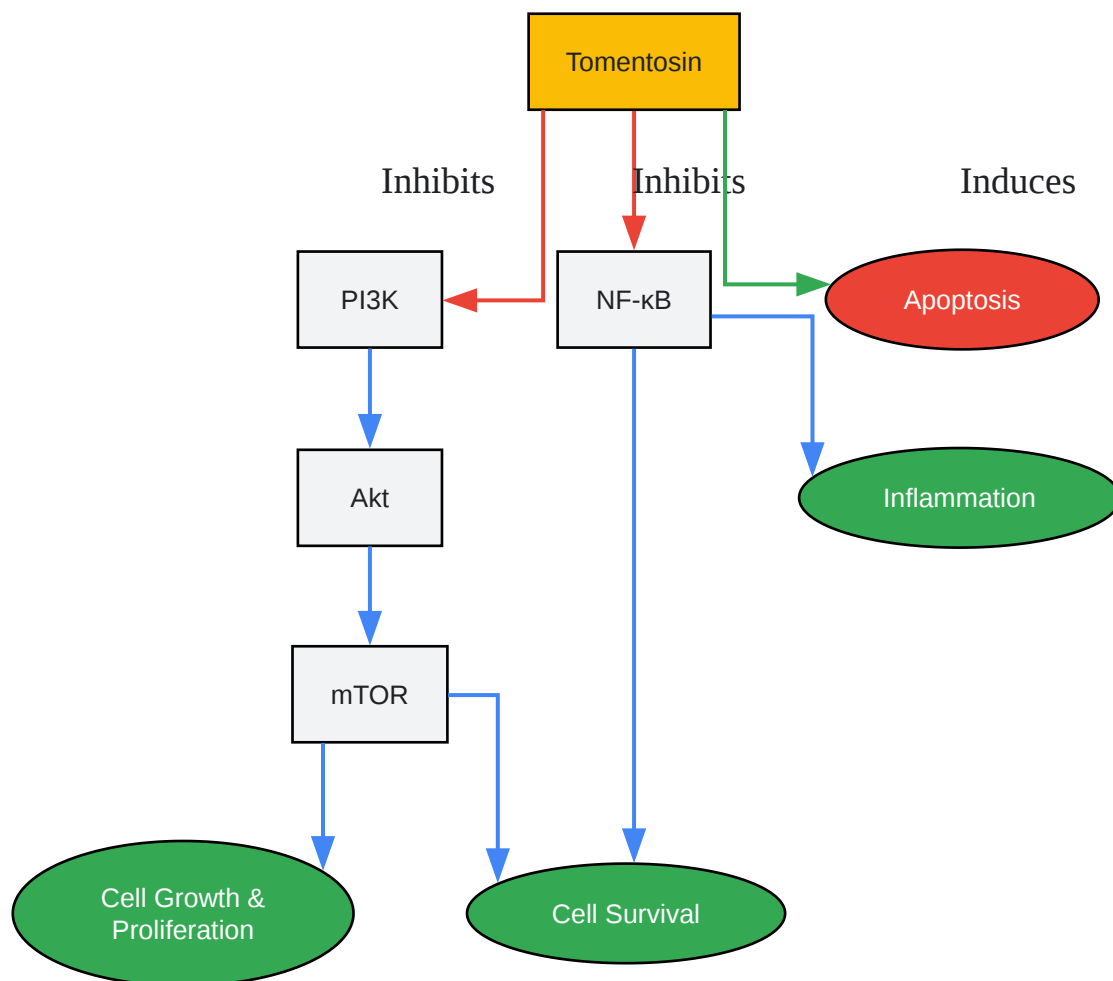 Tomentosin
Inhibits
Inhibits
Induces
PI3K
NF-κB
Apoptosis
Akt
Inflammation
mTOR
Cell Growth &
Proliferation
Cell Survival